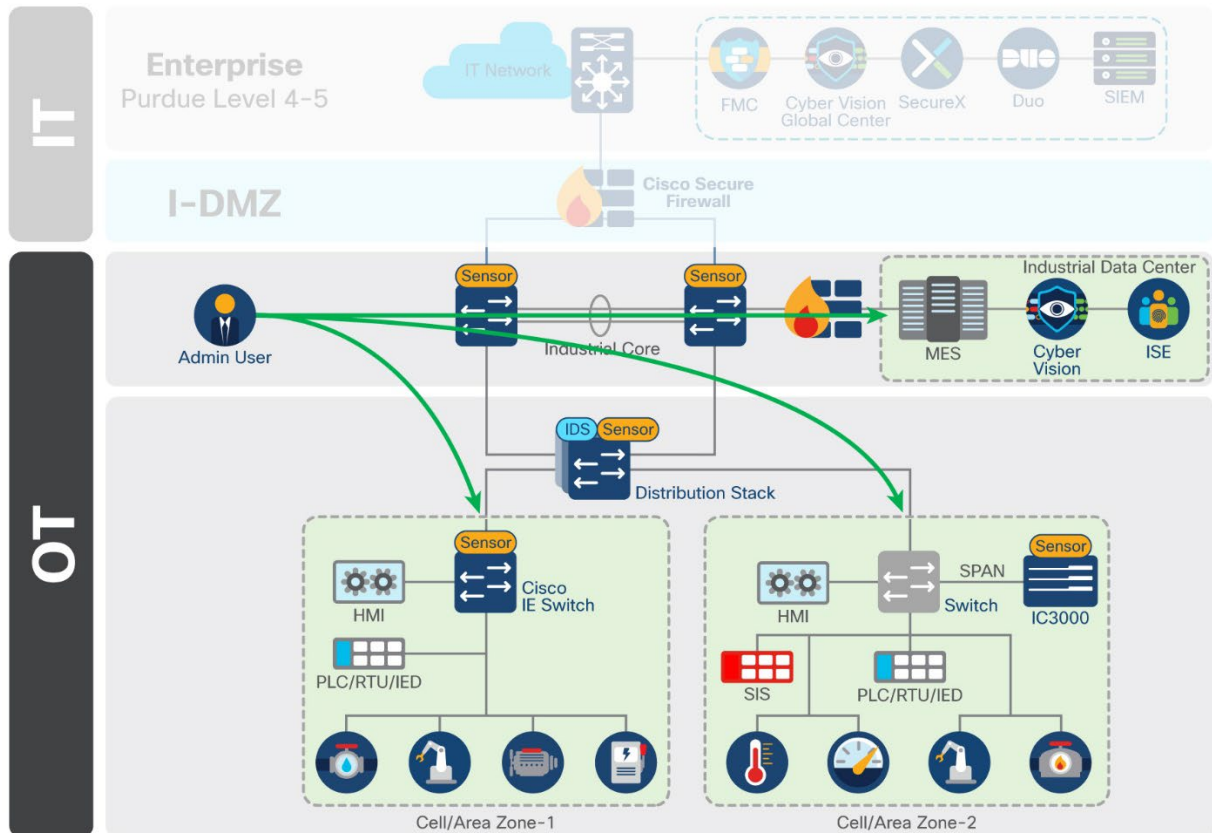 IT
Enterprise
Purdue Level 4-5
IT Network
FMC
Cyber Vision
Global Center
SecureX
DUO
Duo
SIEM
I-DMZ
Cisco Secure
Firewall
OT
Admin User
Sensor
Sensor
Industrial Core
Industrial Data Center
MES
Cyber
Vision
ISE
IDS
Sensor
Distribution Stack
Sensor
HMI
Cisco
IE Switch
PLC/RTU/IED
Cell/Area Zone-1
HMI
Switch
SPAN
Sensor
IC3000
SIS
PLC/RTU/IED
Cell/Area Zone-2